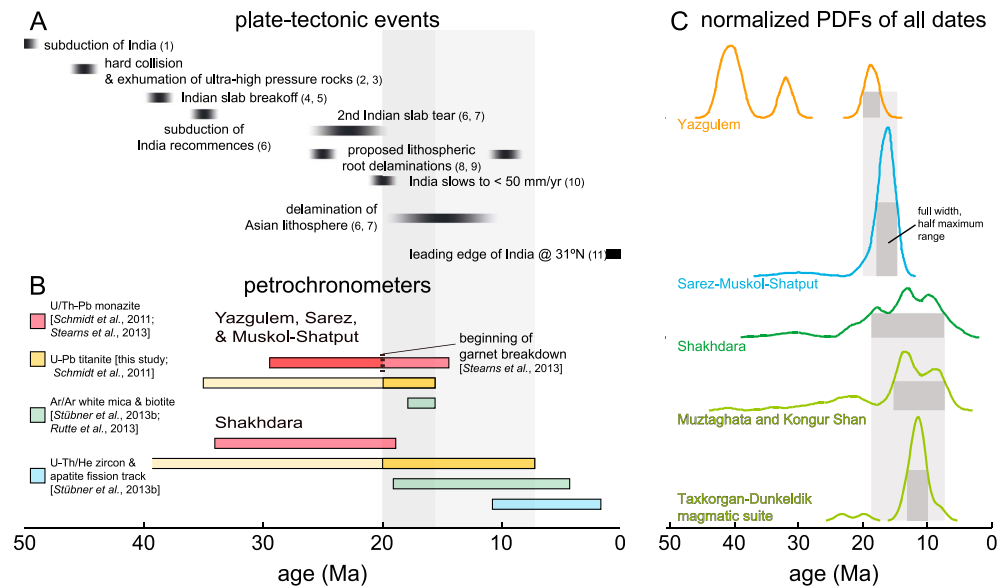 A
plate-tectonic events
subduction of India (1)
hard collision
& exhumation of ultra-high pressure rocks (2, 3)
Indian slab breakoff (4, 5)
subduction of
India recommences (6)
2nd Indian slab tear (6, 7)
proposed lithospheric
root delaminations (8, 9)
India slows to < 50 mm/yr (10)
delamination of
Asian lithosphere (6, 7)
leading edge of India @ 31ºN (11)
B
petrochronometers
U/Th-Pb monazite
[Schmidt et al., 2011;
Stearns et al., 2013]
U-Pb titanite [this study;
Schmidt et al., 2011]
Ar/Ar white mica & biotite
[Stübner et al., 2013b;
Rutte et al., 2013]
U-Th/He zircon &
apatite fission track
[Stübner et al., 2013b]
Yazgulem, Sarez,
& Muskol-Shatput
beginning of
garnet breakdown
[Stearns et al., 2013]
Shakhdara
50 40 30 20 10 0
age (Ma)
C
normalized PDFs of all dates
Yazgulem
full width,
half maximum
range
Sarez-Muskol-Shatput
Shakhdara
Muztaghata and Kongur Shan
Taxkorgan-Dunkeldik
magmatic suite
50 40 30 20 10 0
age (Ma)